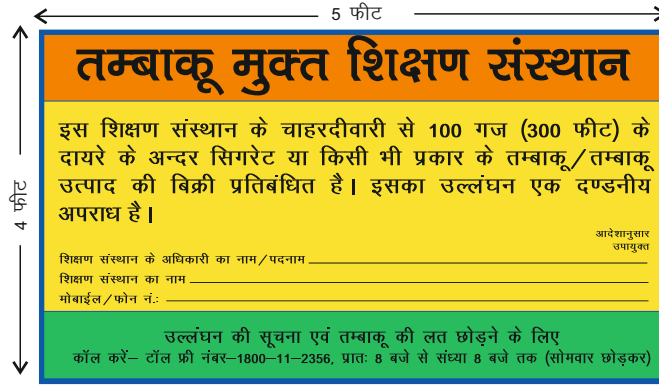 5 फीट
4 फीट
तम्बाकू मुक्त शिक्षण संस्थान
इस शिक्षण संस्थान के चाहरदीवारी से 100 गज (300 फीट) के
दायरे के अन्दर सिगरेट या किसी भी प्रकार के तम्बाकू/तम्बाकू
उत्पाद की बिक्री प्रतिबंधित है। इसका उल्लंघन एक दण्डनीय
अपराध है।
आदेशानुसार
उपायुक्त
शिक्षण संस्थान के अधिकारी का नाम/पदनाम
शिक्षण संस्थान का नाम
मोबाईल/फोन नं.:
उल्लंघन की सूचना एवं तम्बाकू की लत छोड़ने के लिए
कॉल करें– टॉल फ्री नंबर–1800–11–2356, प्रातः 8 बजे से संध्या 8 बजे तक (सोमवार छोड़कर)